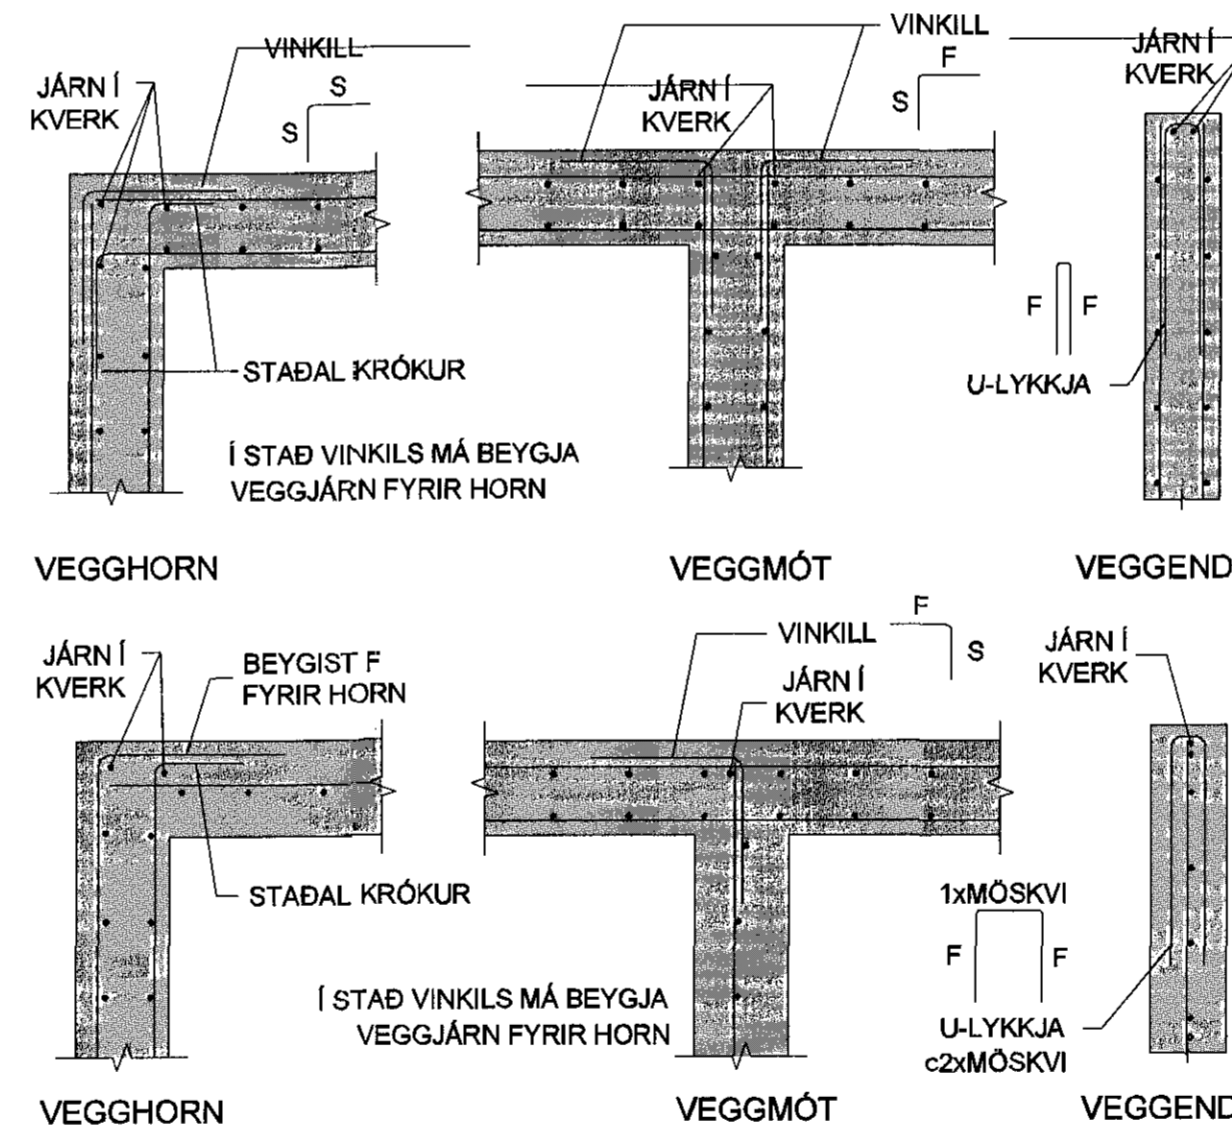 VINKILL
JÁRN Í
KVERK
S
S
STAÐAL KRÓKUR
Í STAÐ VINKILS MÁ BEYGJA
VEGGJÁRN FYRIR HORN
VEGGHORN
VINKILL
F
S
JÁRN Í
KVERK
VEGGMÓT
JÁRN Í
KVERK
F F
U-LYKKJA
VEGGEND
JÁRN Í
KVERK
BEYGIST F
FYRIR HORN
STAÐAL KRÓKUR
VEGGHORN
F
VINKILL
S
JÁRN Í
KVERK
Í STAÐ VINKILS MÁ BEYGJA
VEGGJÁRN FYRIR HORN
VEGGMÓT
JÁRN Í
KVERK
1xMÖSKVI
F F
U-LYKKJA
c2xMÖSKVI
VEGGEND